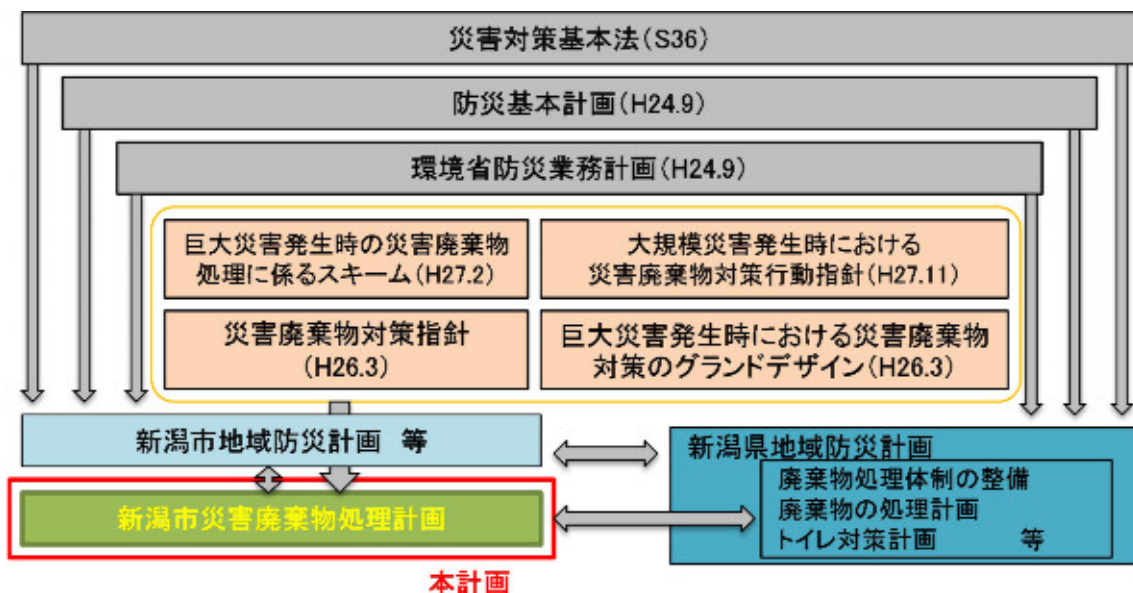 災害対策基本法(S36)
防災基本計画(H24.9)
環境省防災業務計画(H24.9)
巨大災害発生時の災害廃棄物
処理に係るスキーム(H27.2)
大規模災害発生時における
災害廃棄物対策行動指針(H27.11)
災害廃棄物対策指針
(H26.3)
巨大災害発生時における災害廃棄物
対策のグランドデザイン(H26.3)
新潟市地域防災計画 等
新潟県地域防災計画
廃棄物処理体制の整備
廃棄物の処理計画
トイレ対策計画 等
新潟市災害廃棄物処理計画
本計画